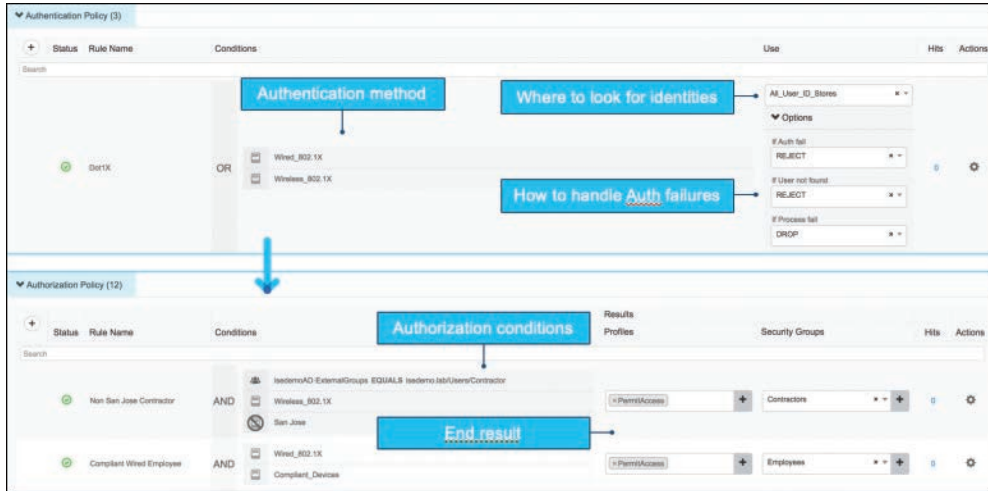 Authentication Policy (3)
+ Status Rule Name Conditions Use Hits Actions
Search
Authentication method
Where to look for identities
All_User_ID_Stores
Options
If Auth fail
REJECT
Dot1X
OR
Wired_802.1X
Wireless_802.1X
0
How to handle Auth failures
If User not found
REJECT
If Process fail
DROP
Authorization Policy (12)
Results
+ Status Rule Name Conditions Profiles Security Groups Hits Actions
Search
Authorization conditions
Non San Jose Contractor
AND
IsedemoAD·ExternalGroups EQUALS isedemo.lab/Users/Contractor
Wireless_802.1X
San Jose
×PermitAccess
+
Contractors
+
0
End result
Compliant Wired Employee
AND
Wired_802.1X
Compliant_Devices
×PermitAccess
+
Employees
+
0